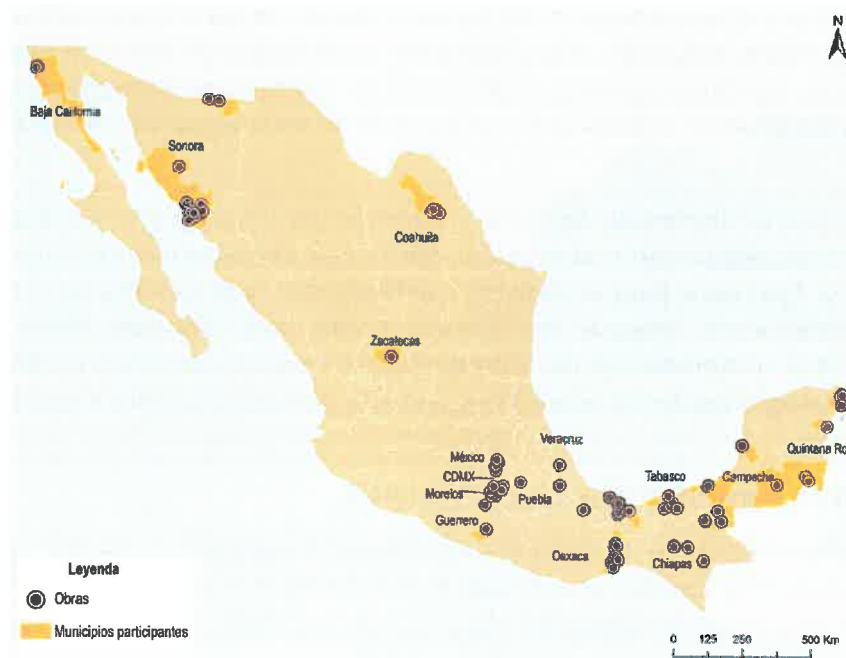 N
Baja California
Sonora
Coahuila
Zacatecas
Veracruz
México
CDMX
Morelos
Puebla
Guerrero
Oaxaca
Tabasco
Campeche
Quintana Ro
Chiapas
Leyenda
Obras
Municipios participantes
0 125 250 500 Km